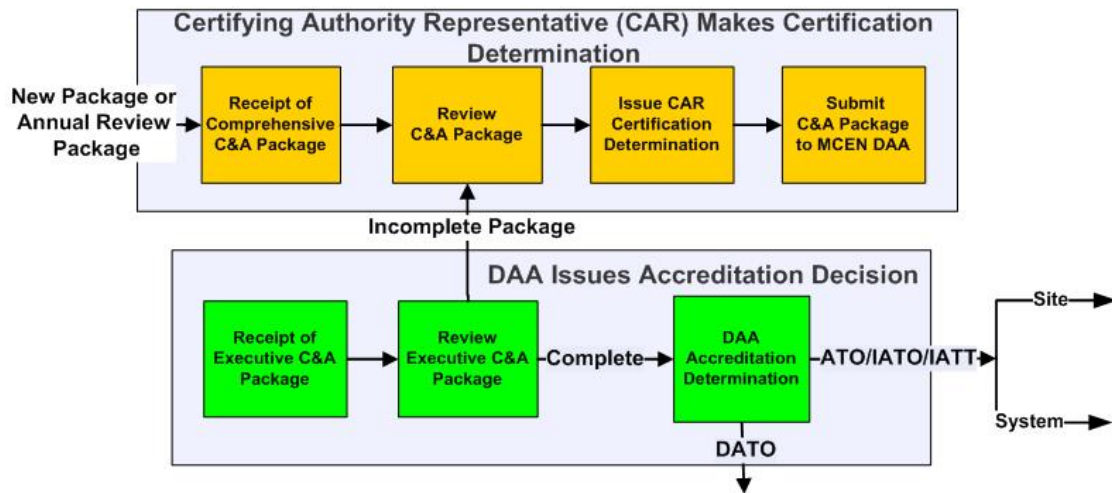 Certifying Authority Representative (CAR) Makes Certification
Determination
New Package or
Annual Review
Package
Receipt of
Comprehensive
C&A Package
Review
C&A Package
Issue CAR
Certification
Determination
Submit
C&A Package
to MCEN DAA
Incomplete Package
DAA Issues Accreditation Decision
Receipt of
Executive C&A
Package
Review
Executive C&A
Package
Complete
DAA
Accreditation
Determination
ATO/IATO/IATT
Site
System
DATO